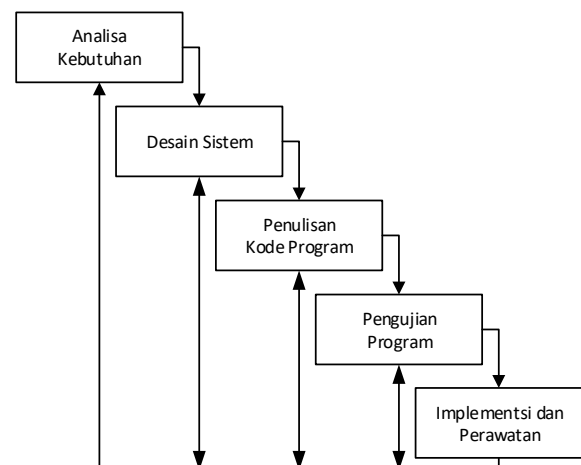 Analisa
Kebutuhan
Desain Sistem
Penulisan
Kode Program
Pengujian
Program
Implementsi dan
Perawatan